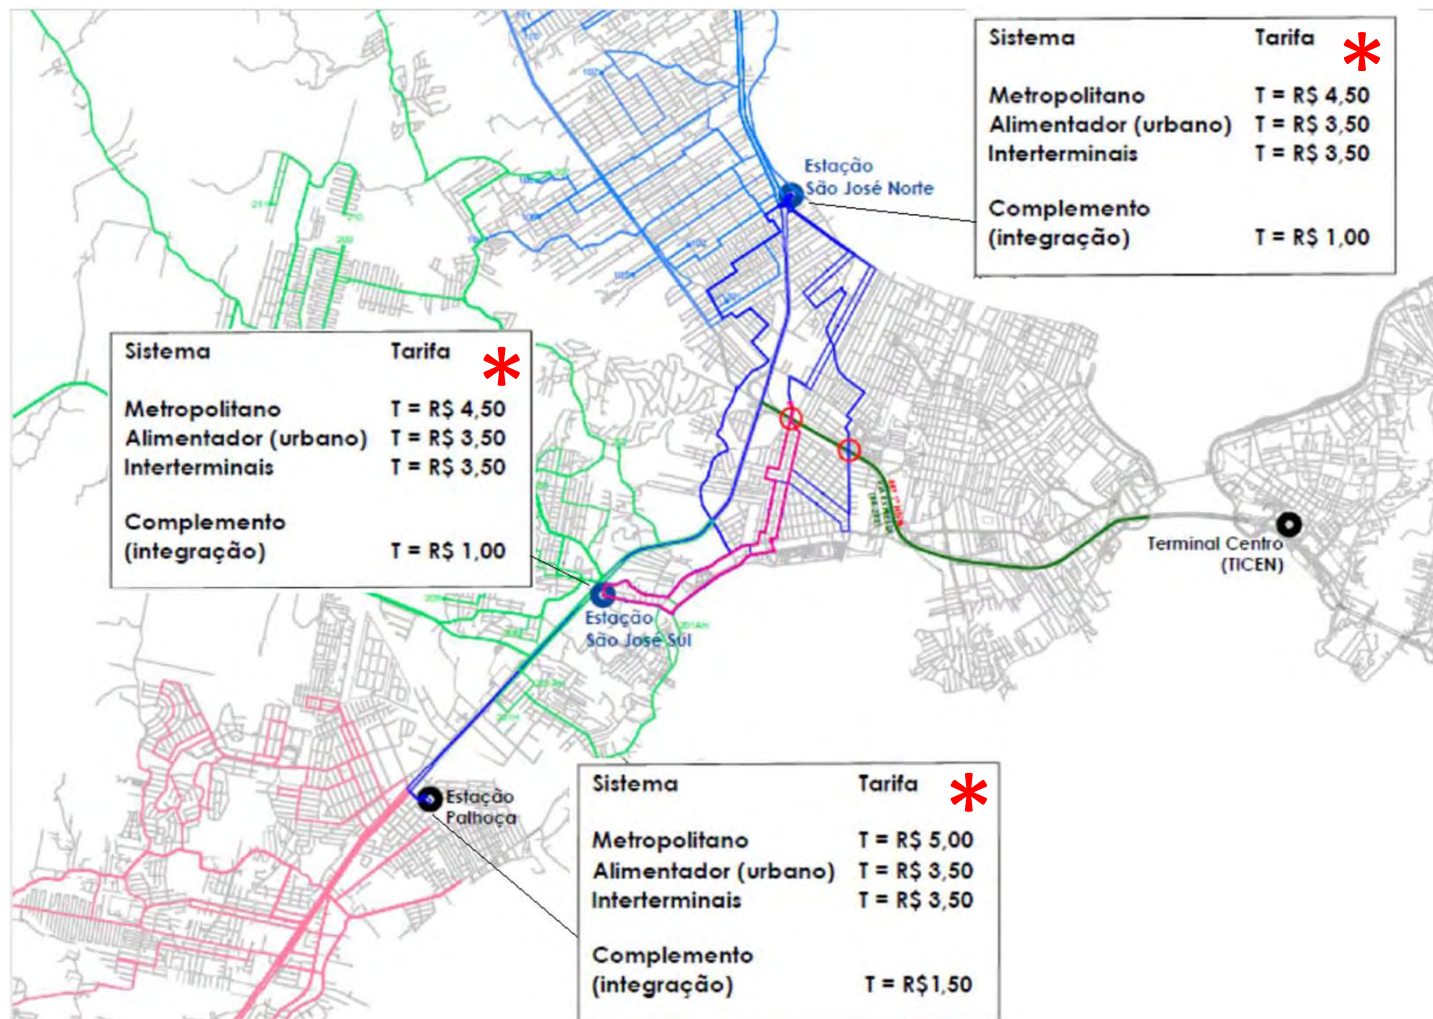 Sistema Tarifa *
Metropolitano T = R$ 4,50
Alimentador (urbano) T = R$ 3,50
Interterminais T = R$ 3,50
Complemento
(integração) T = R$ 1,00
Estação
São José Norte
Sistema Tarifa *
Metropolitano T = R$ 4,50
Alimentador (urbano) T = R$ 3,50
Interterminais T = R$ 3,50
Complemento
(integração) T = R$ 1,00
Terminal Centro
(TICEN)
Estação
São José Sul
Estação
Palhoça
Sistema Tarifa *
Metropolitano T = R$ 5,00
Alimentador (urbano) T = R$ 3,50
Interterminais T = R$ 3,50
Complemento
(integração) T = R$1,50